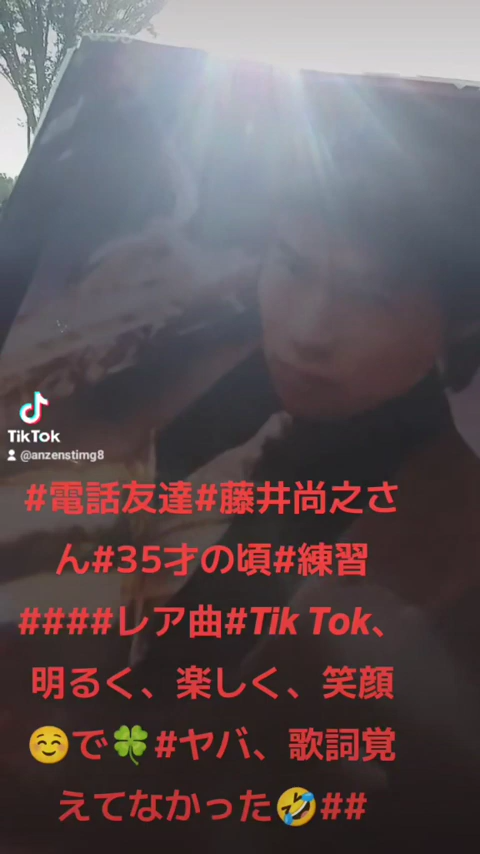 TikTok
@anzenstimg8
#電話友達#藤井尚之さ
ん#35才の頃#練習
####レア曲#Tik Tok、
明るく、楽しく、笑顔
☺️で🍀#ヤバ、歌詞覚
えてなかった🤣##